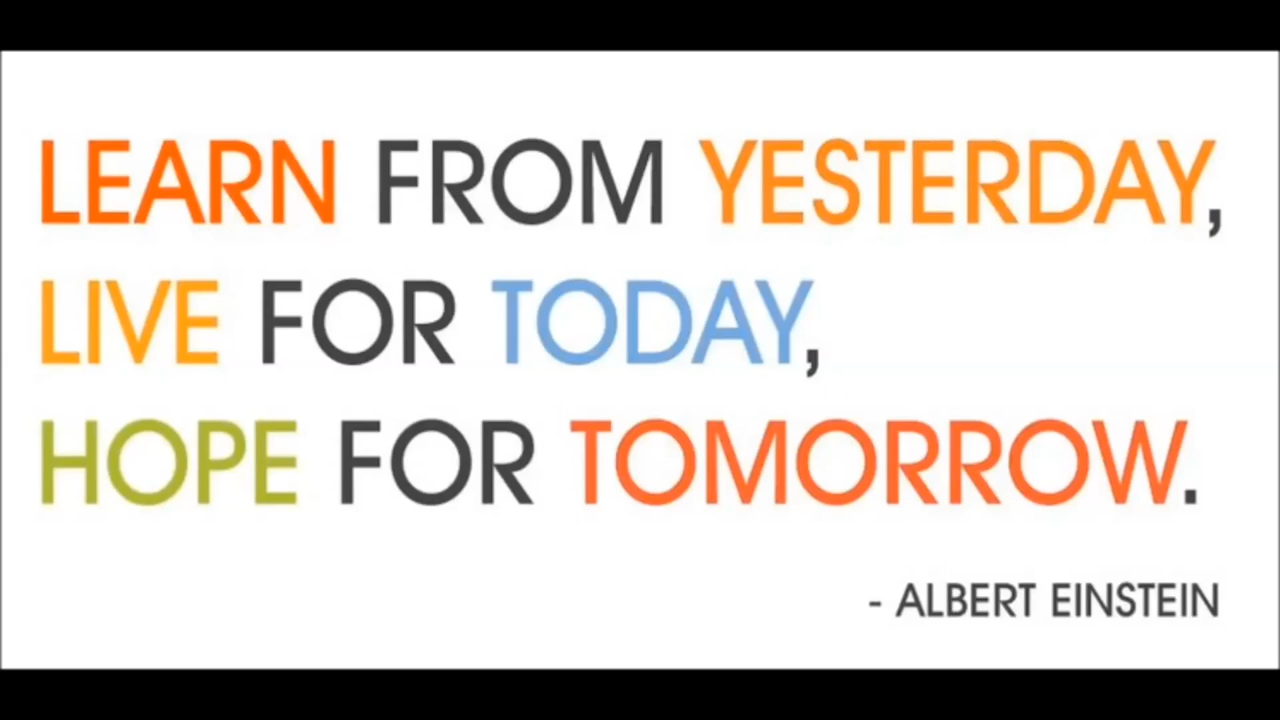 LEARN FROM YESTERDAY,
LIVE FOR TODAY,
HOPE FOR TOMORROW.
- ALBERT EINSTEIN